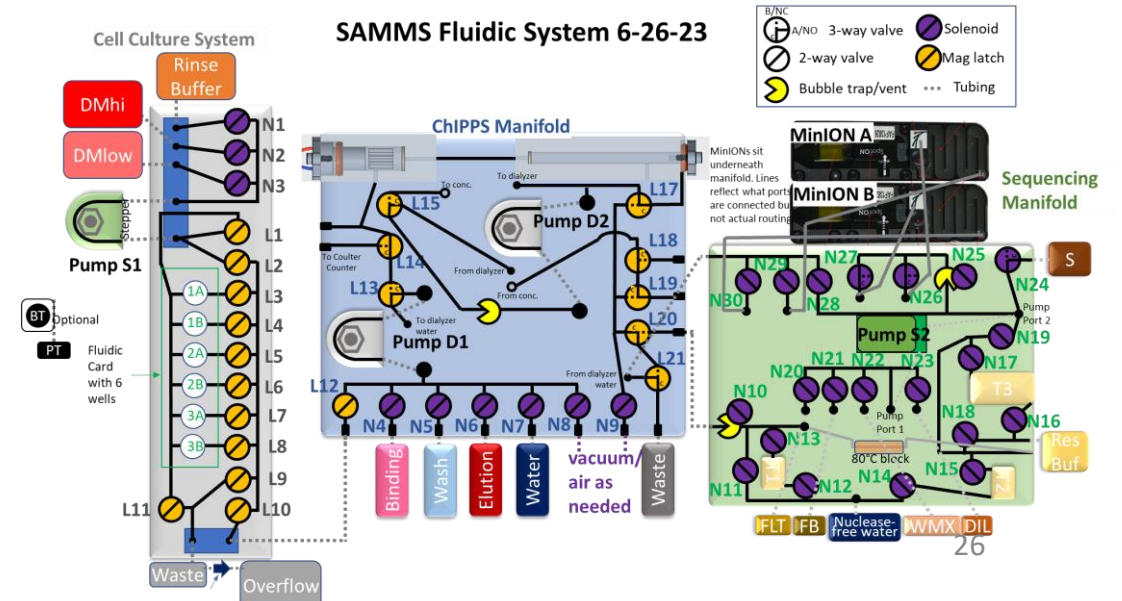 SAMMS Fluidic System 6-26-23
B/NC
A/NO
3-way valve
Solenoid
2-way valve
Mag latch
Bubble trap/vent
Tubing
Cell Culture System
Rinse
Buffer
DMhi
DMlow
N1
N2
N3
Stepper
Pump S1
L1
L2
1A
L3
1B
L4
2A
L5
2B
L6
3A
L7
3B
L8
L9
L11
L10
BT
Optional
PT
Fluidic
Card
with 6
wells
Waste
Overflow
ChIPPS Manifold
To conc.
To dialyzer
L17
L15
Pump D2
To Coulter
Counter
L14
L18
From dialyzer
From conc.
L13
L19
To dialyzer
water
Pump D1
L20
From dialyzer
water
L21
L12
N4
N5
N6
N7
N8
N9
Binding
Wash
Elution
Water
vacuum/
air as
needed
Waste
MinIONs sit
underneath
manifold. Lines
reflect what ports
are connected but
not actual routing
MinION A
MinION B
Sequencing
Manifold
N29
N27
N25
S
N30
N28
N26
N24
Pump
Port 2
Pump S2
N19
N17
N20
N21
N22
N23
T3
N10
Pump
Port 1
N18
N16
N13
80°C block
Res
Buf
N11
T1
N12
N14
N15
T2
FLT
FB
Nuclease-
free water
WMX
DIL
26